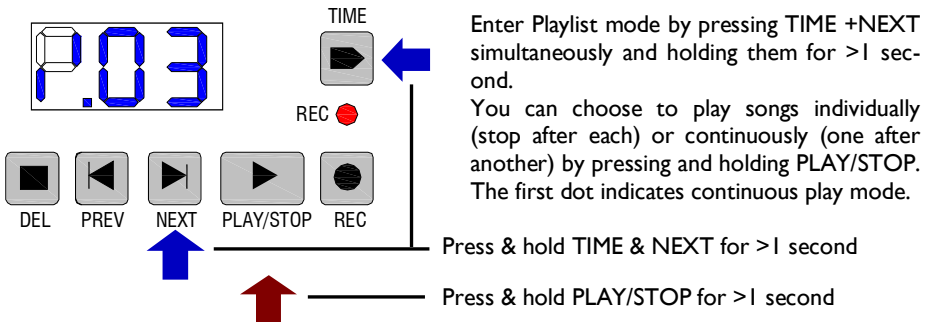 P.03
TIME
REC
DEL PREV NEXT PLAY/STOP REC
Enter Playlist mode by pressing TIME +NEXT
simultaneously and holding them for >1 sec-
ond.
You can choose to play songs individually
(stop after each) or continuously (one after
another) by pressing and holding PLAY/STOP.
The first dot indicates continuous play mode.
Press & hold TIME & NEXT for >1 second
Press & hold PLAY/STOP for >1 second